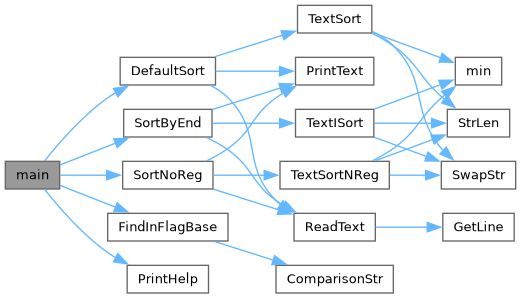 main
DefaultSort
SortByEnd
SortNoReg
FindInFlagBase
PrintHelp
TextSort
PrintText
TextISort
TextSortNReg
ReadText
ComparisonStr
min
StrLen
SwapStr
GetLine